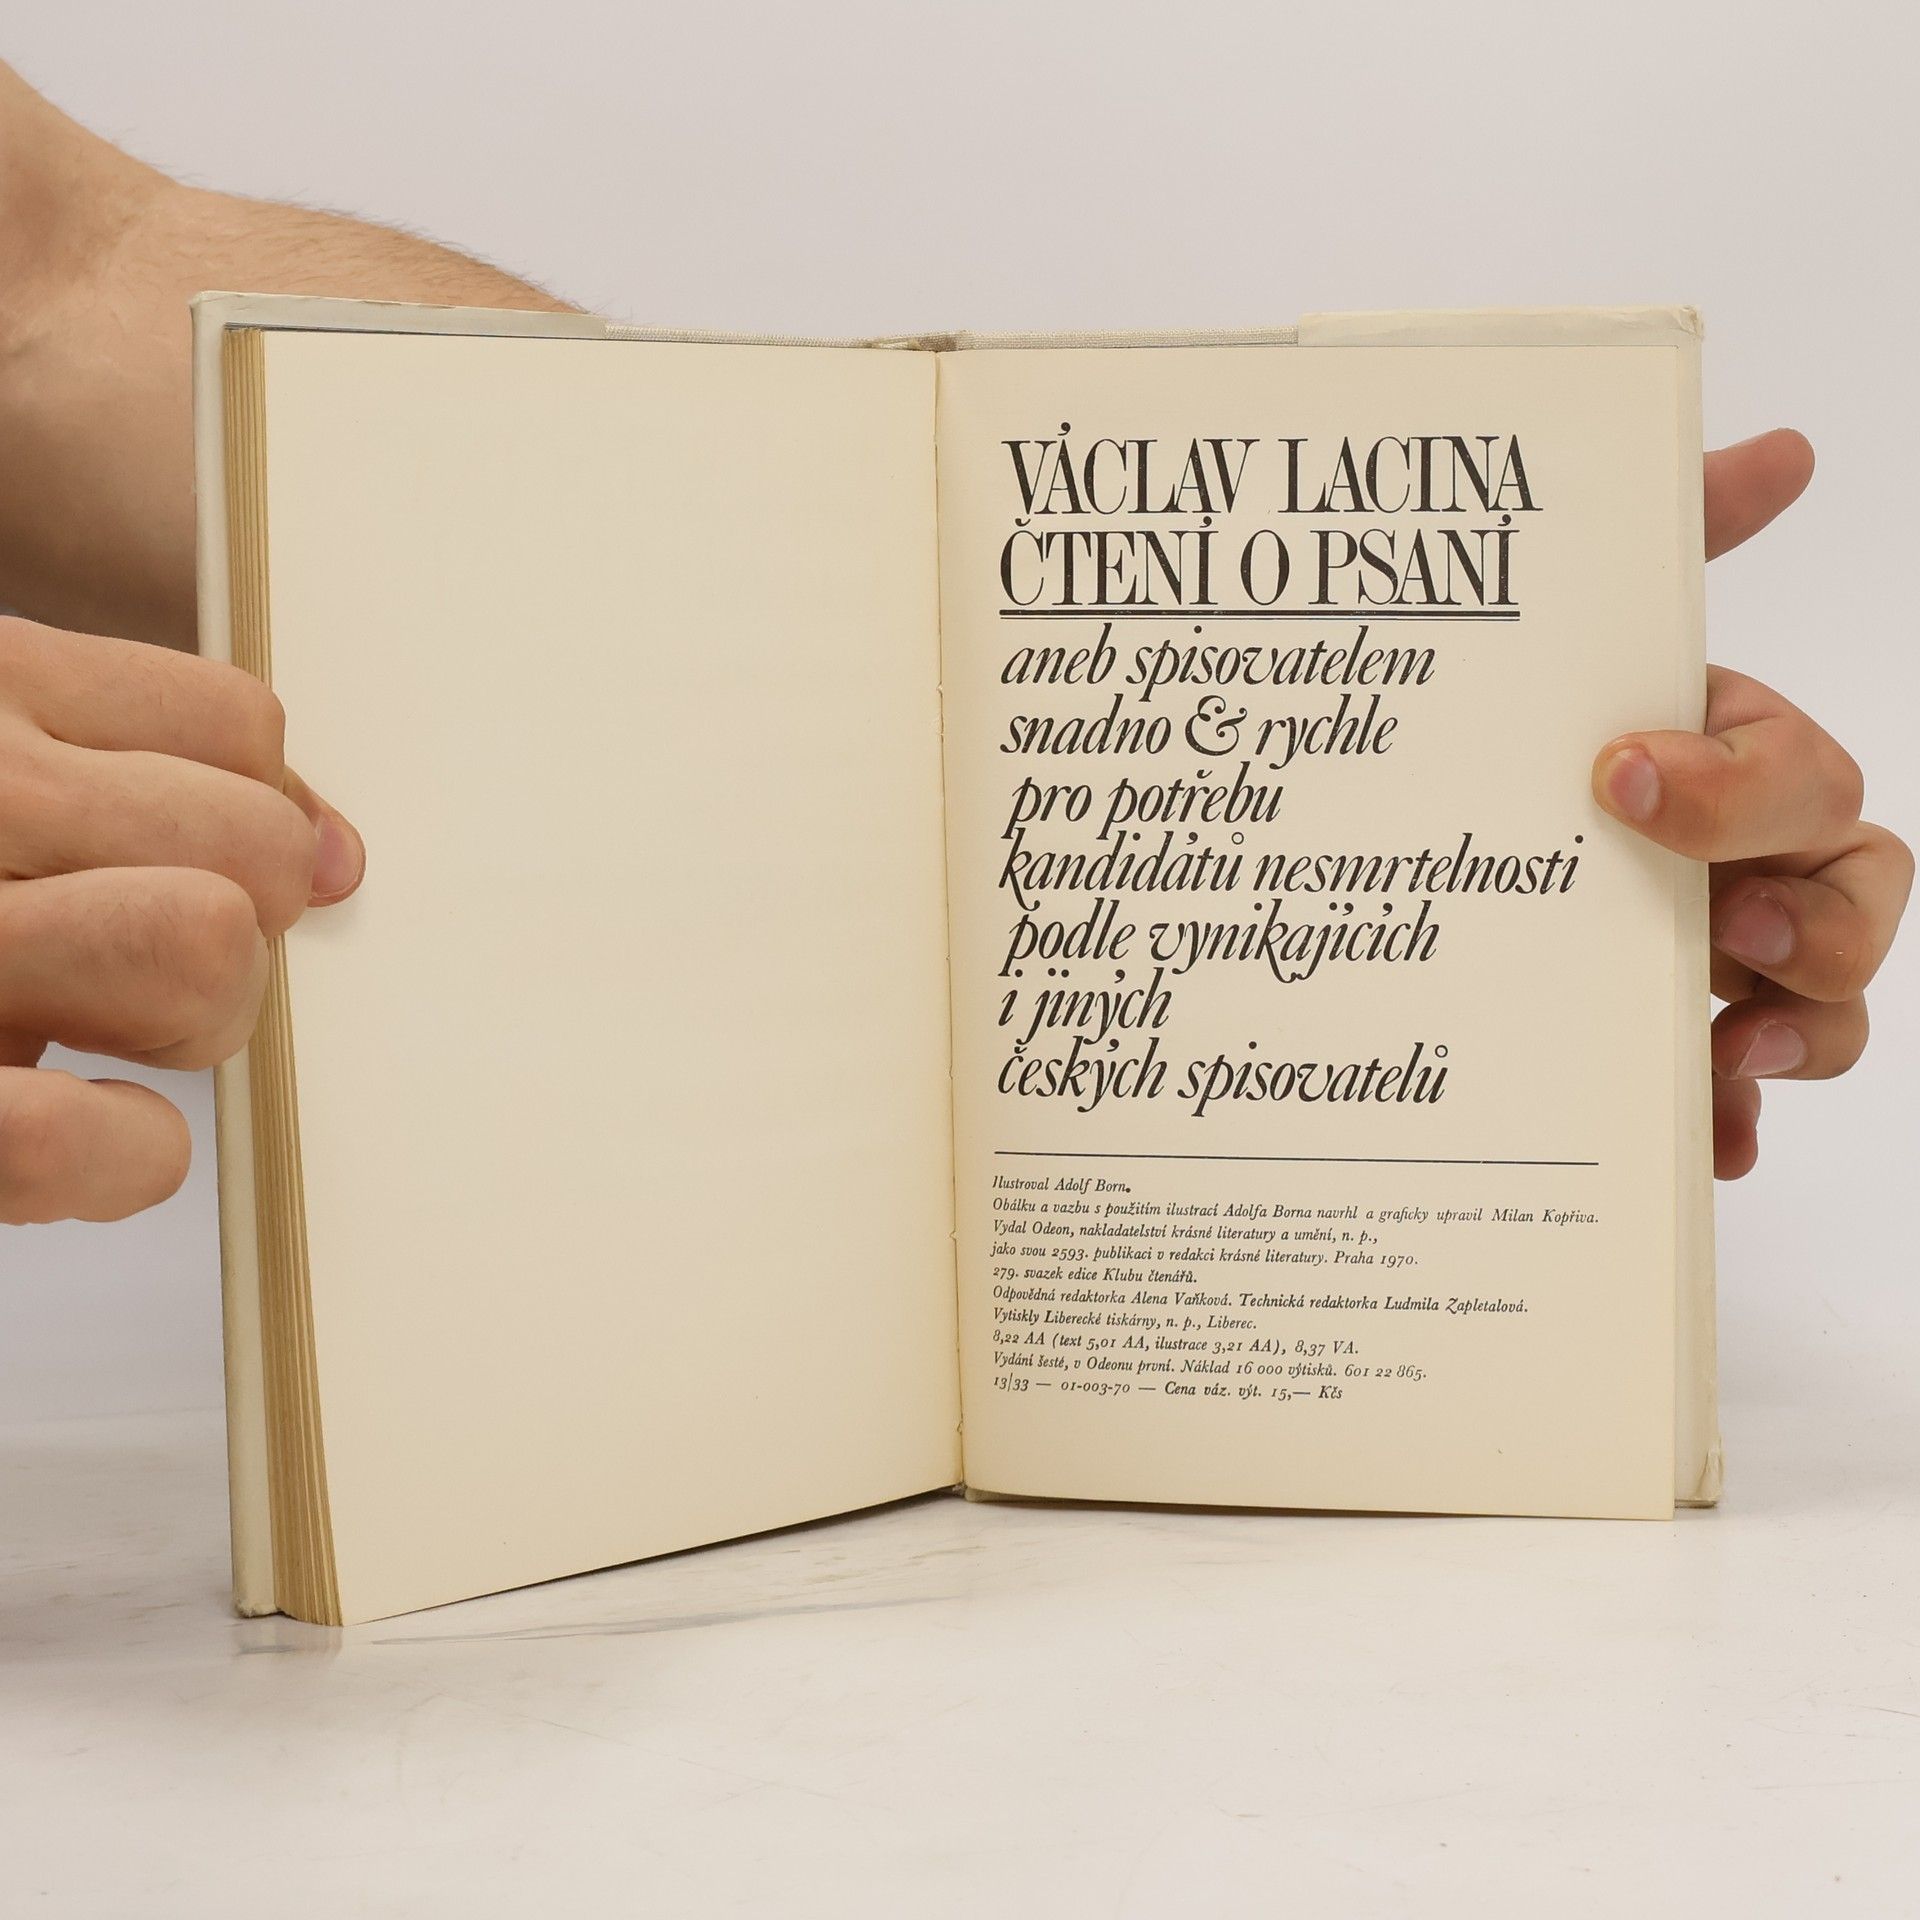 VÁCLAV LACINA
ČTENÍ O PSANÍ
aneb spisovatelem
snadno & rychle
pro potřebu
kandidátů nesmrtelnosti
podle vynikajících
i jiných
českých spisovatelů
Ilustroval Adolf Born.
Obálku a vazbu s použitím ilustrací Adolfa Borna navrhl a graficky upravil Milan Kopřiva.
Vydal Odeon, nakladatelství krásné literatury a umění, n. p.,
jako svou 2593. publikaci v redakci krásné literatury. Praha 1970.
279. svazek edice Klubu čtenářů.
Odpovědná redaktorka Alena Vaňková. Technická redaktorka Ludmila Zapletalová.
Vytiskly Liberecké tiskárny, n. p., Liberec.
8,22 AA (text 5,01 AA, ilustrace 3,21 AA), 8,37 VA.
Vydání šesté, v Odeonu první. Náklad 16 000 výtisků. 601 22 865.
13/33 — 01-003-70 — Cena váz. výt. 15,— Kčs